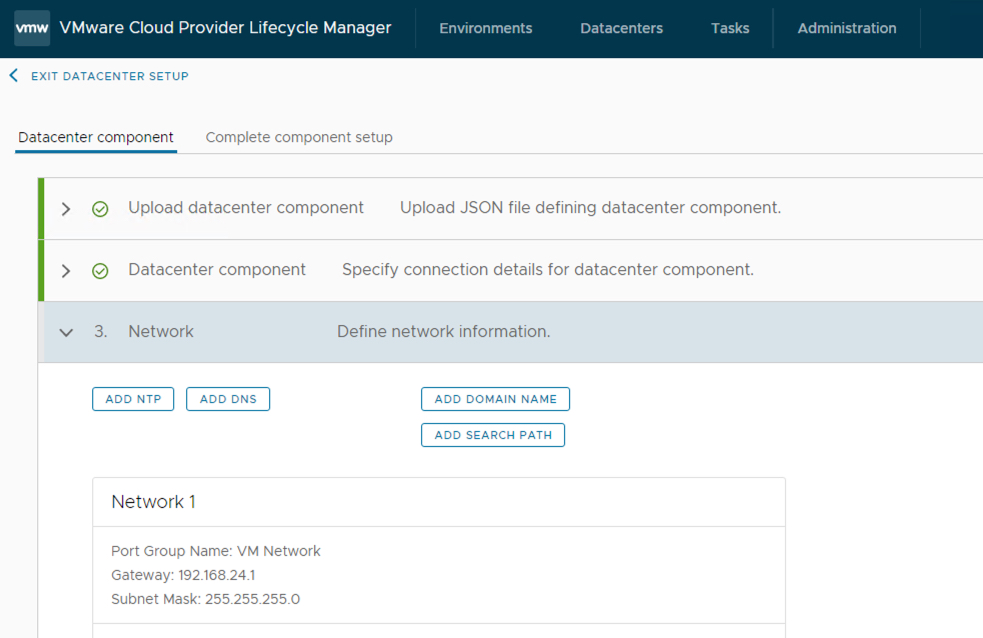 vmw VMware Cloud Provider Lifecycle Manager Environments Datacenters Tasks Administration
EXIT DATACENTER SETUP
Datacenter component Complete component setup
Upload datacenter component Upload JSON file defining datacenter component.
Datacenter component Specify connection details for datacenter component.
3. Network Define network information.
ADD NTP ADD DNS ADD DOMAIN NAME
ADD SEARCH PATH
Network 1
Port Group Name: VM Network
Gateway: 192.168.24.1
Subnet Mask: 255.255.255.0